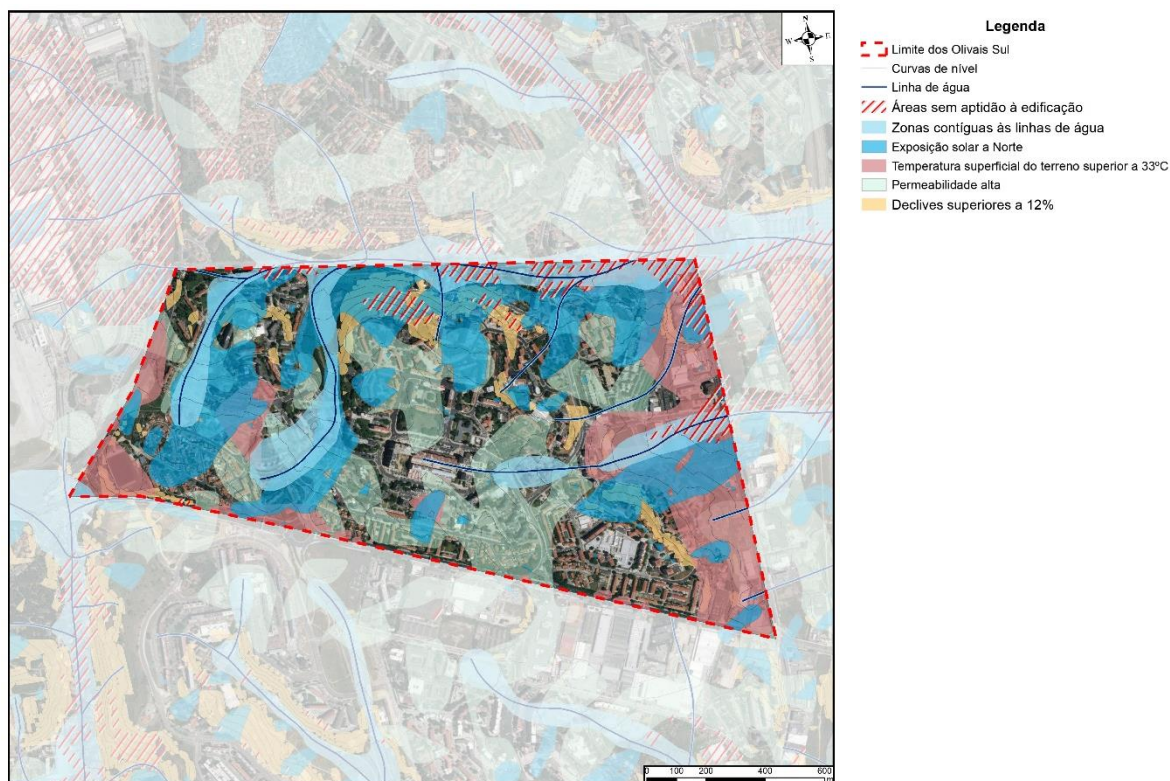 N
W E
S
Legenda
Limite dos Olivais Sul
Curvas de nível
Linha de água
Áreas sem aptidão à edificação
Zonas contíguas às linhas de água
Exposição solar a Norte
Temperatura superficial do terreno superior a 33ºC
Permeabilidade alta
Declives superiores a 12%
0 100 200 400 600
m